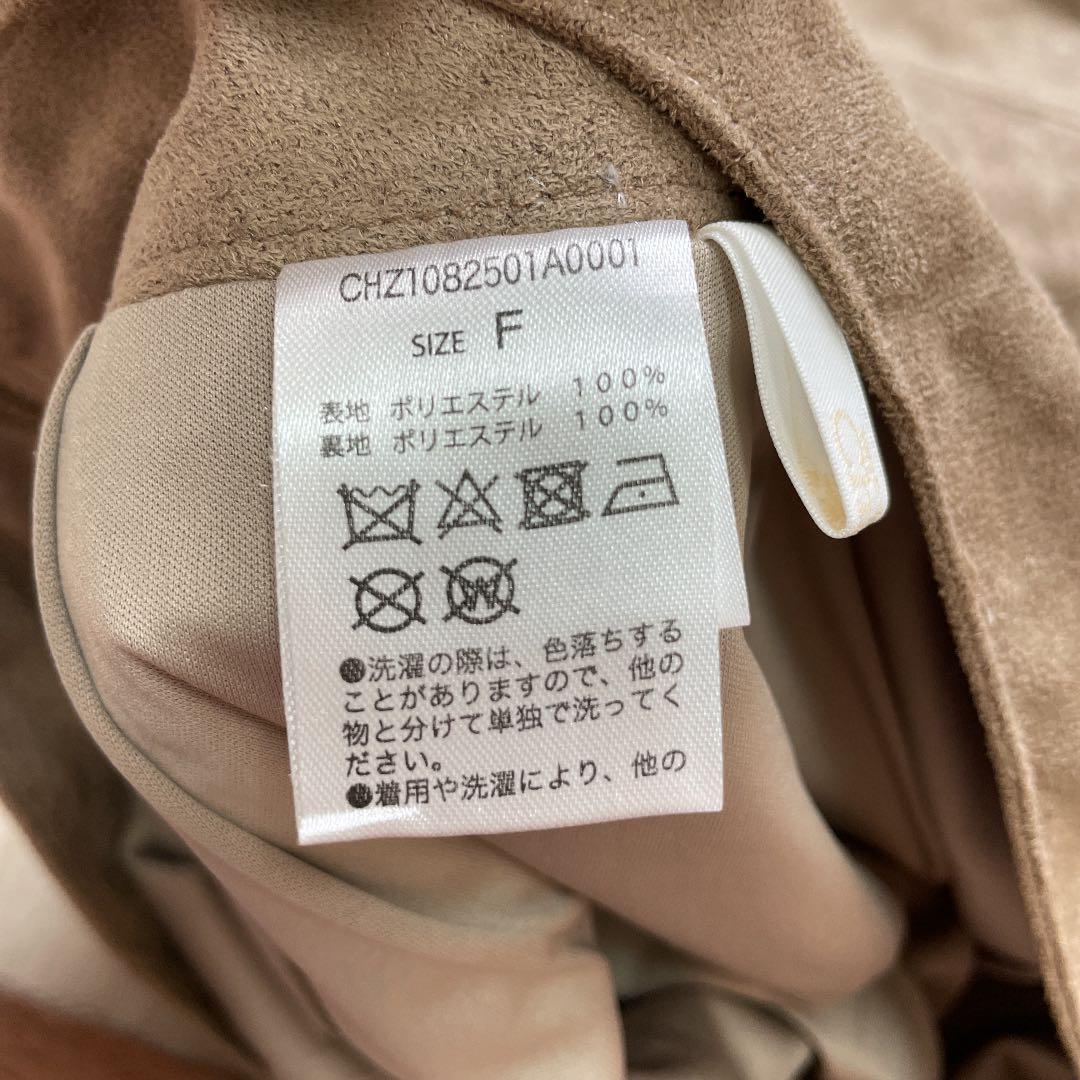 CHZ1082501A0001
SIZE F
表地 ポリエステル 100%
裏地 ポリエステル 100%
W
●洗濯の際は、色落ちする
ことがありますので、他の
物と分けて単独で洗ってく
ださい。
●着用や洗濯により、他の